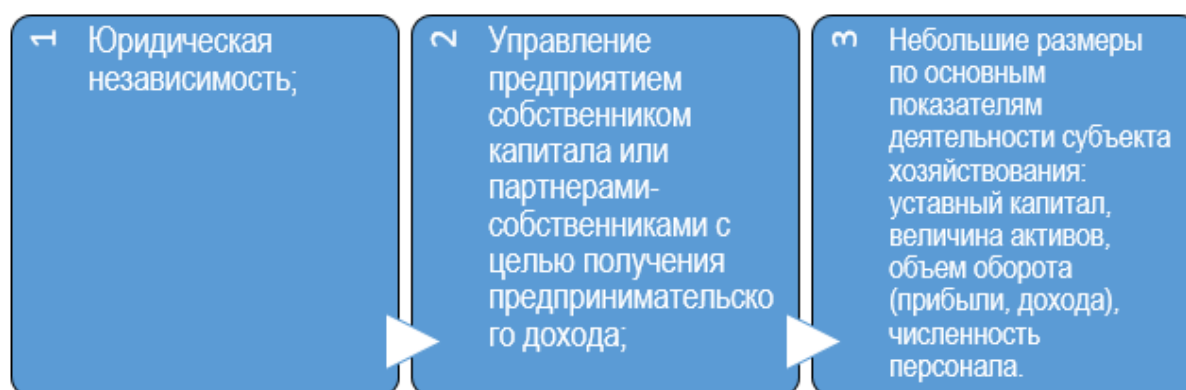 1
Юридическая
независимость;
2
Управление
предприятием
собственником
капитала или
партнерами-
собственниками с
целью получения
предпринимательско
го дохода;
3
Небольшие размеры
по основным
показателям
деятельности субъекта
хозяйствования:
уставный капитал,
величина активов,
объем оборота
(прибыли, дохода),
численность
персонала.